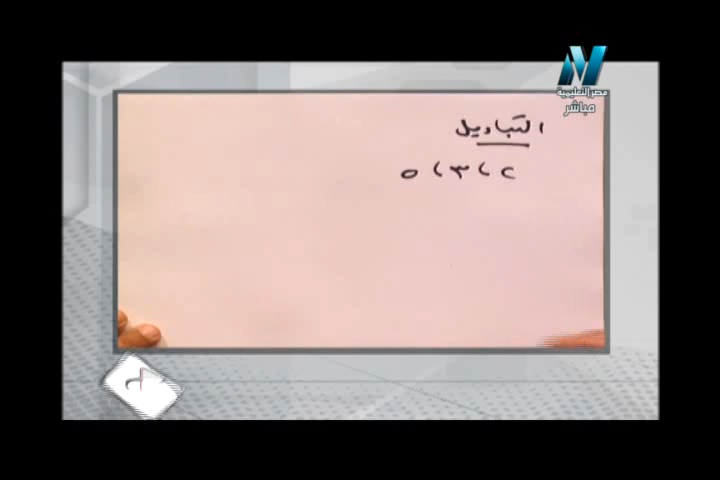 مصر التعليمية
مباشر
التباديل
٢ ، ٣ ، ٥